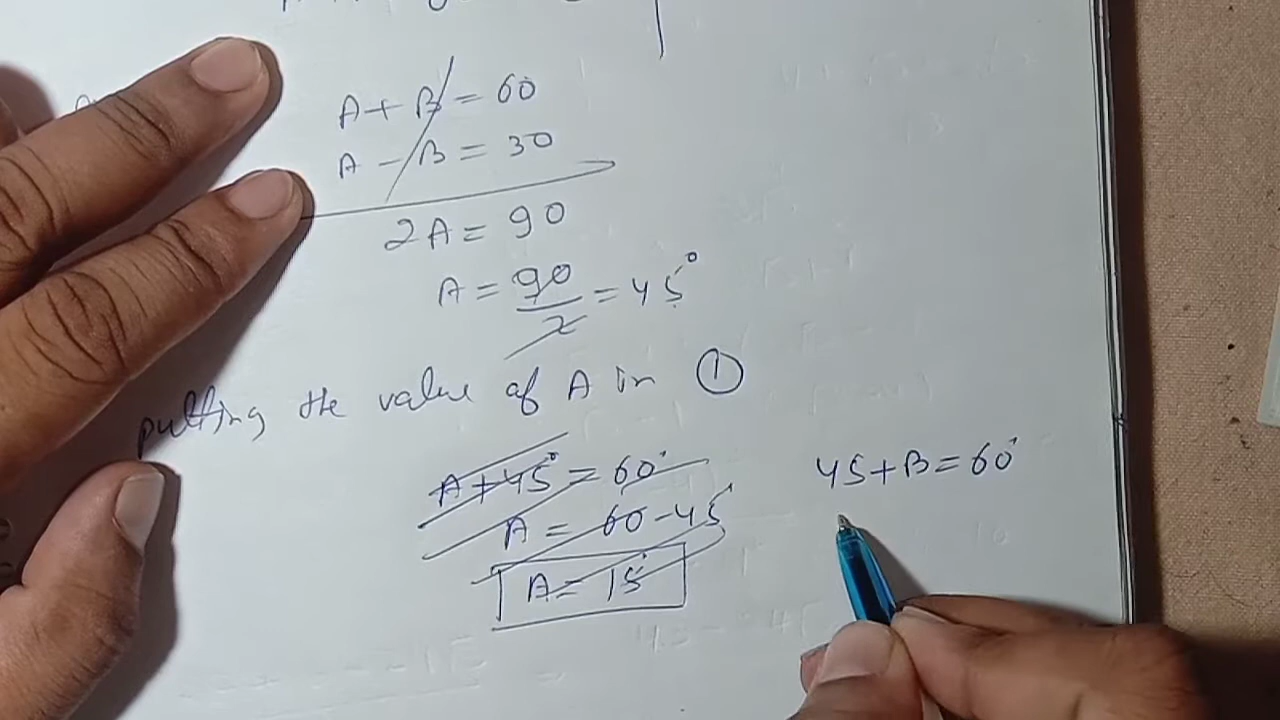 A + B = 60
A - B = 30
2A = 90
A = 90/2 = 45°
putting the value of A in ①
A + 45° = 60°
A = 60 - 45°
A = 15°
45 + B = 60°